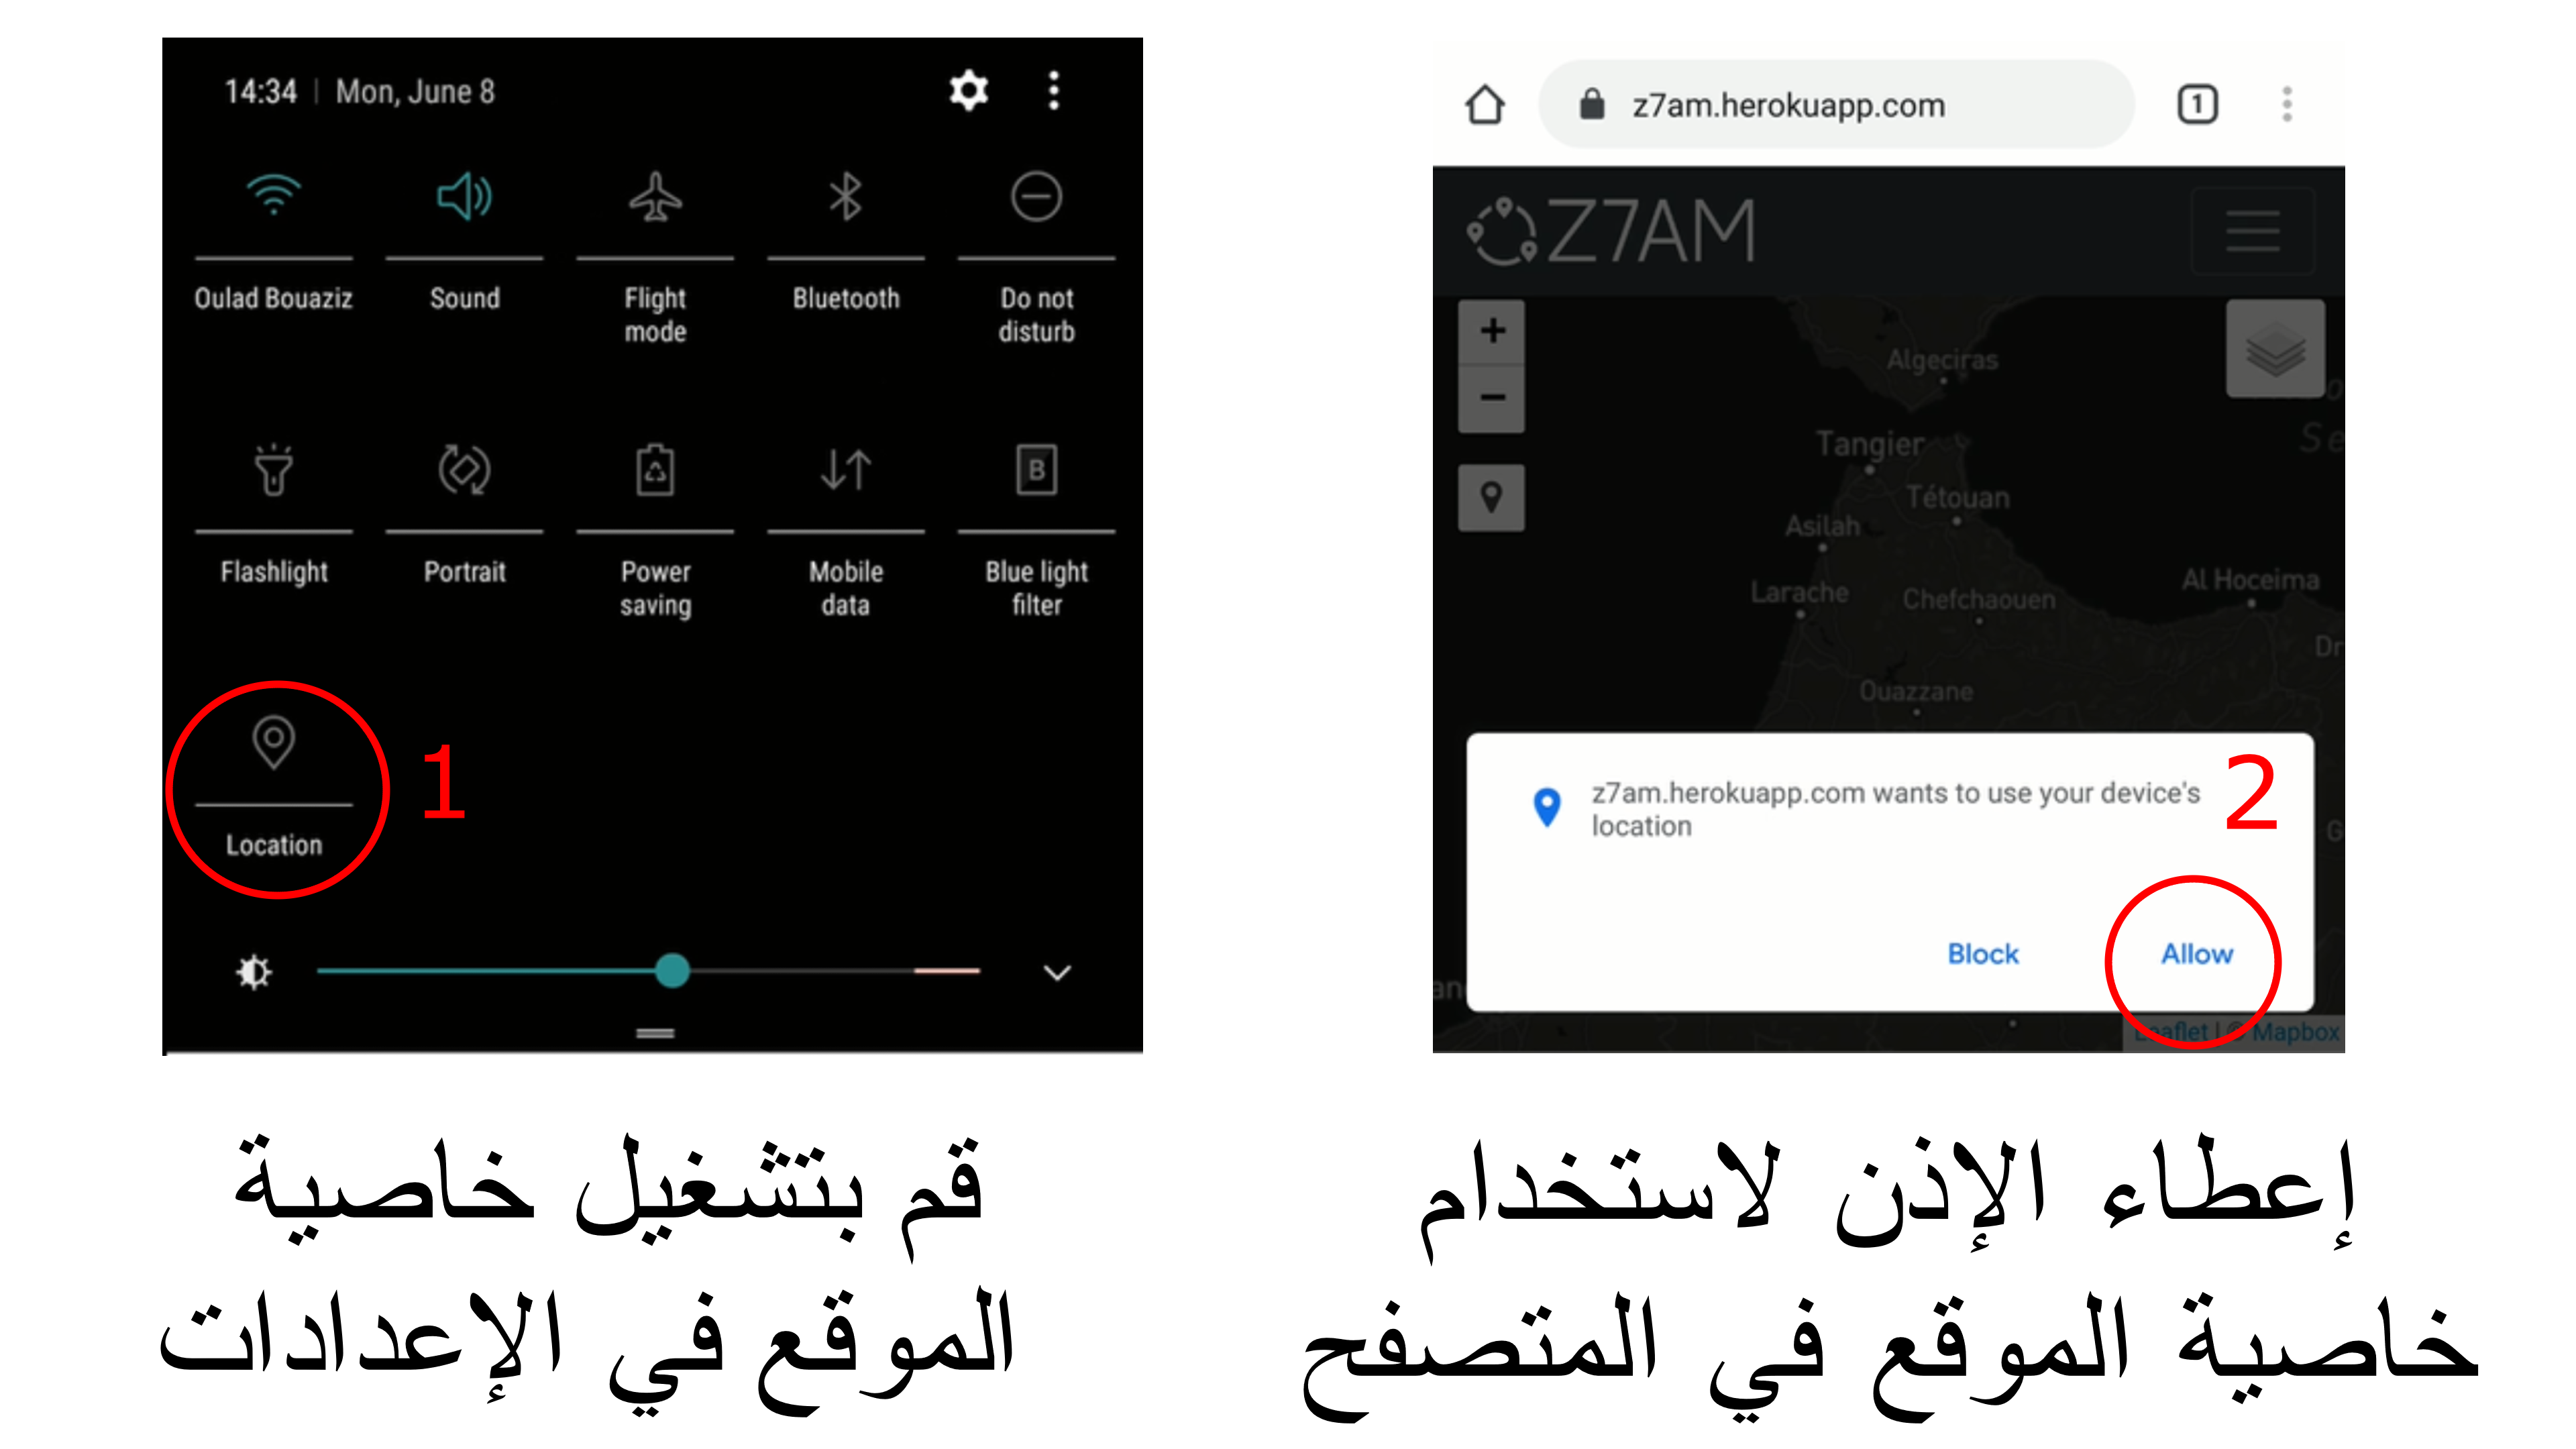 14:34 | Mon, June 8
Oulad Bouaziz
Sound
Flight
mode
Bluetooth
Do not
disturb
Flashlight
Portrait
Power
saving
Mobile
data
B
Blue light
filter
Location
1
قم بتشغيل خاصية
الموقع في الإعدادات
z7am.herokuapp.com
1
Z7AM
+
−
Algeciras
Tangier
Tétouan
Asilah
Larache
Chefchaouen
Al Hoceima
Ouazzane
z7am.herokuapp.com wants to use your device's
location
2
Block
Allow
Leaflet | © Mapbox
إعطاء الإذن لاستخدام
خاصية الموقع في المتصفح